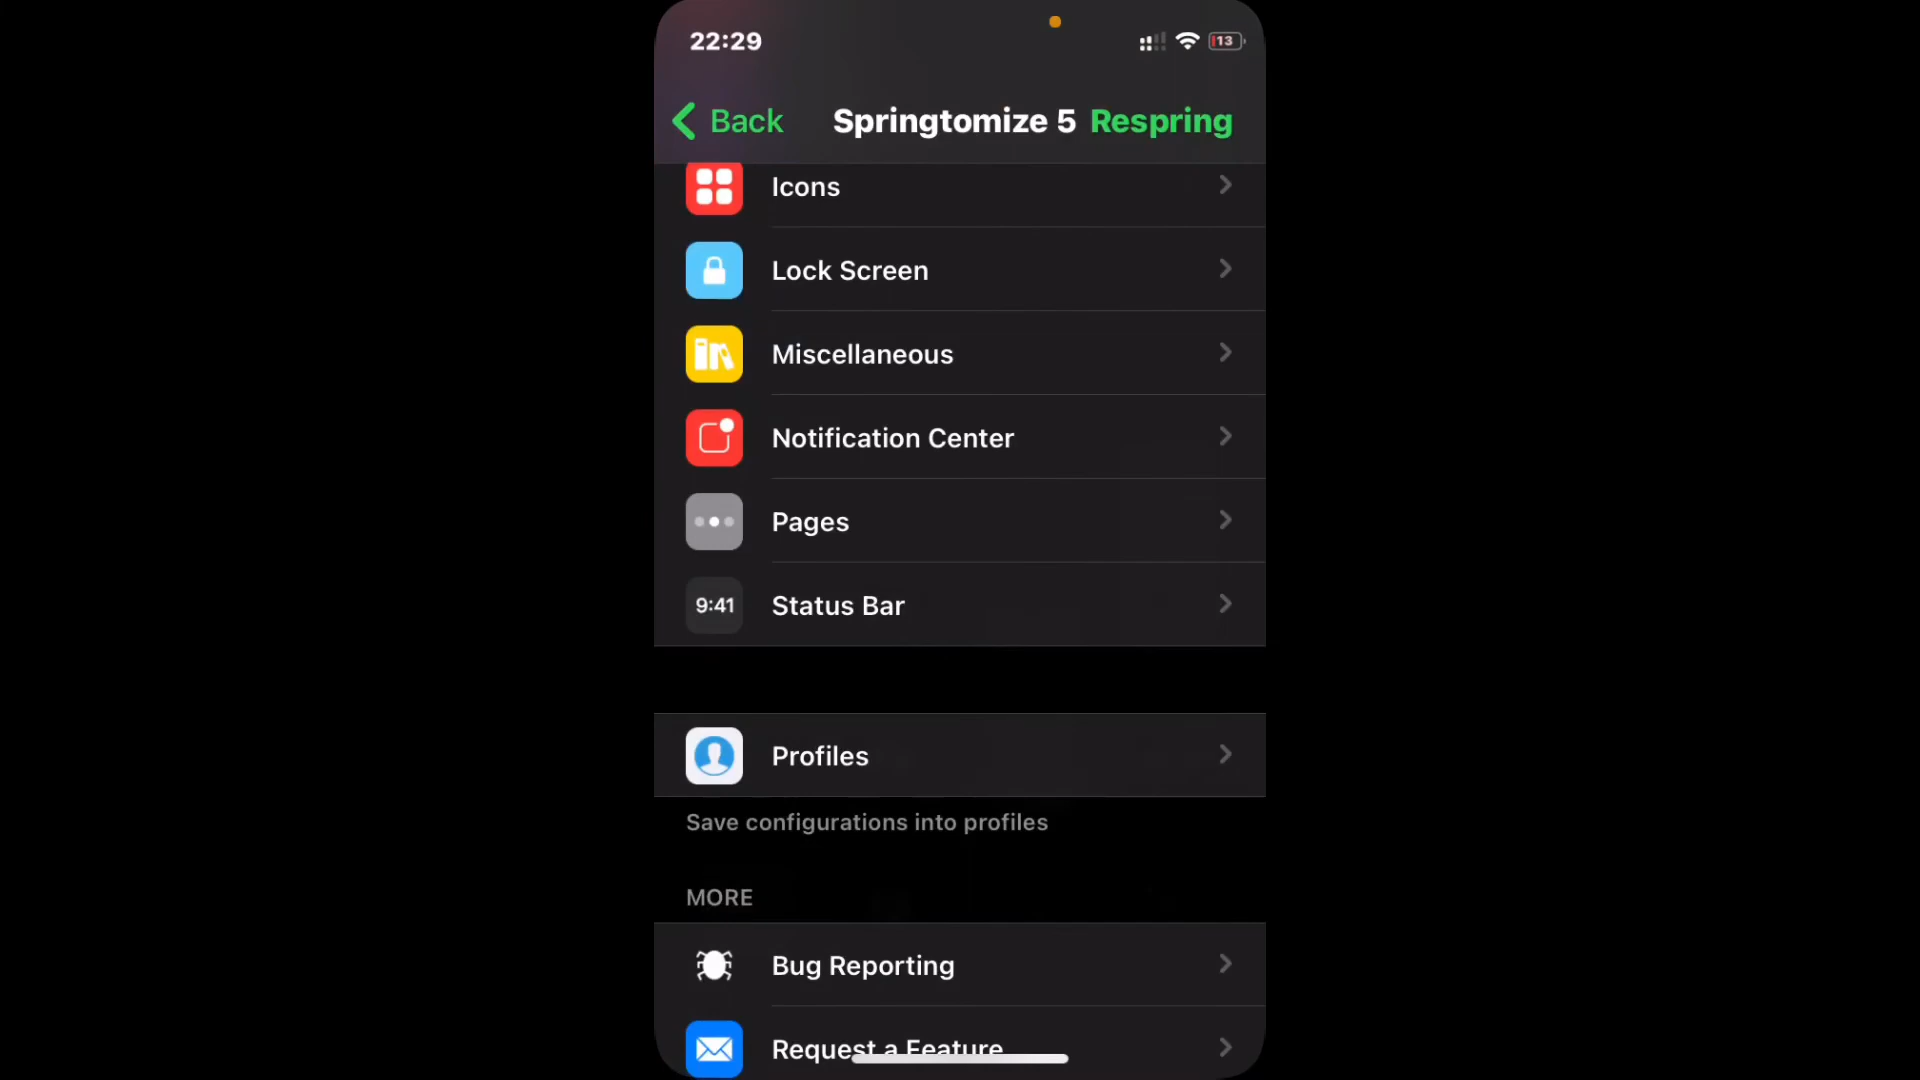 22:29
13
Back
Springtomize 5
Respring
Icons
Lock Screen
Miscellaneous
Notification Center
Pages
9:41
Status Bar
Profiles
Save configurations into profiles
MORE
Bug Reporting
Request a Feature